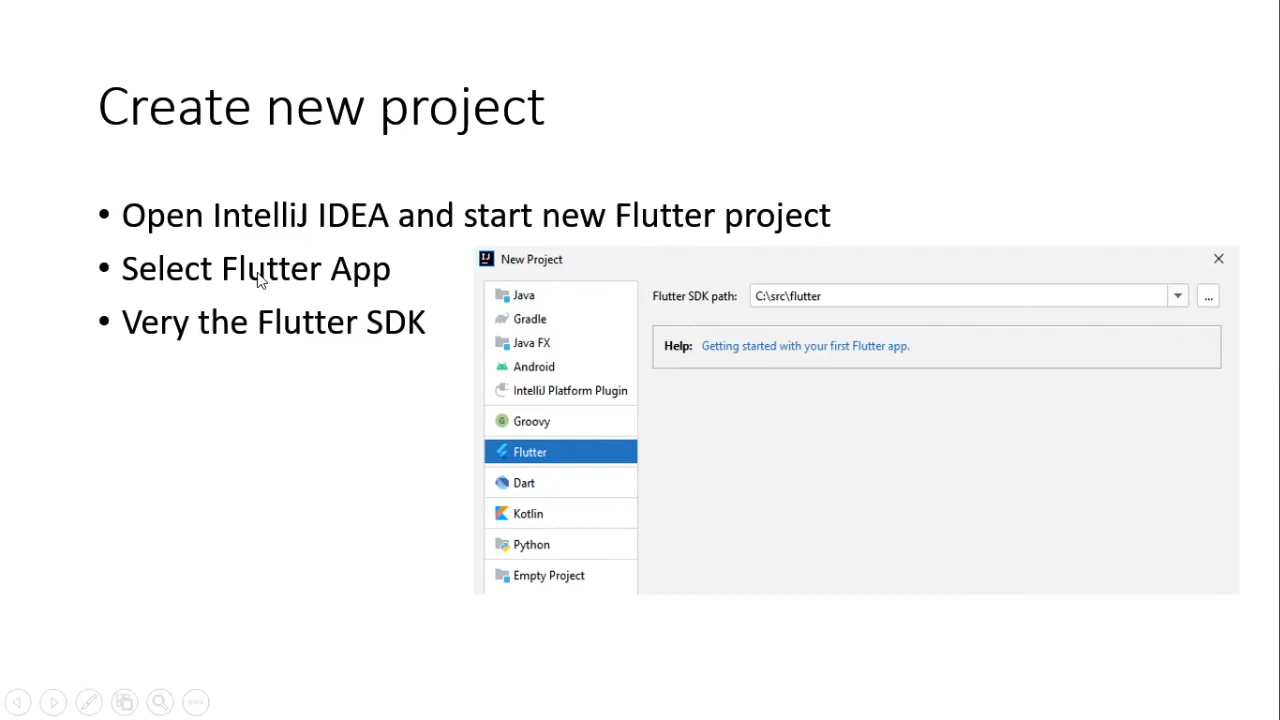 Create new project
• Open IntelliJ IDEA and start new Flutter project
• Select Flutter App
• Very the Flutter SDK
New Project
Java
Gradle
Java FX
Android
IntelliJ Platform Plugin
Groovy
Flutter
Dart
Kotlin
Python
Empty Project
Flutter SDK path: C:\src\flutter ...
Help: Getting started with your first Flutter app.